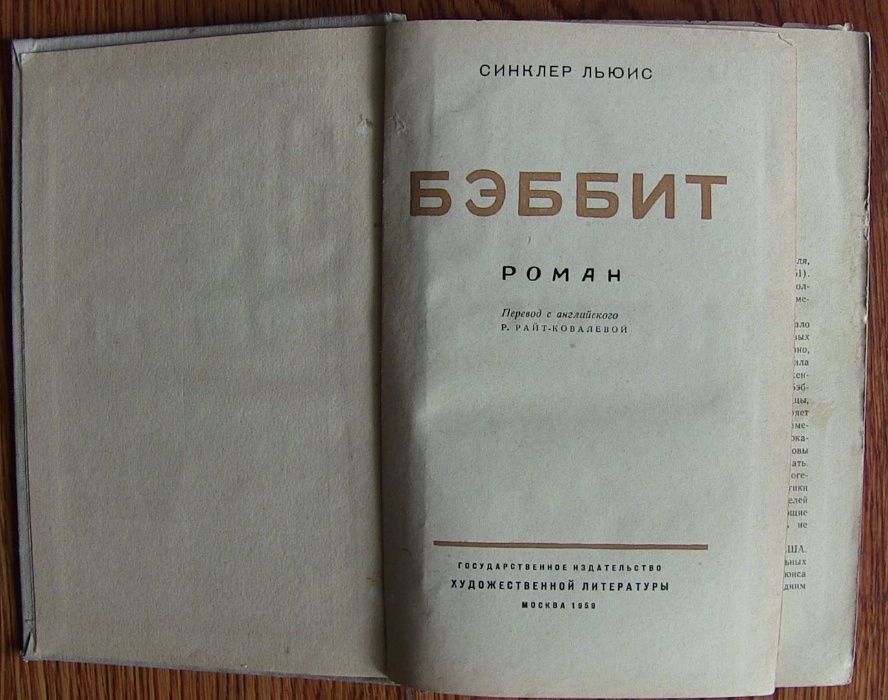 СИНКЛЕР ЛЬЮИС
БЭББИТ
РОМАН
Перевод с английского
Р. РАЙТ-КОВАЛЕВОЙ
ГОСУДАРСТВЕННОЕ ИЗДАТЕЛЬСТВО
ХУДОЖЕСТВЕННОЙ ЛИТЕРАТУРЫ
МОСКВА 1959